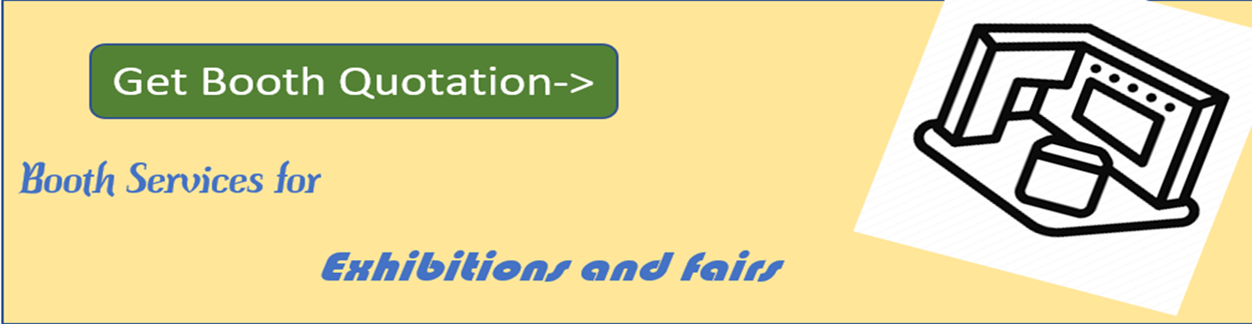 Get Booth Quotation->
Booth Services for
Exhibitions and Fairs